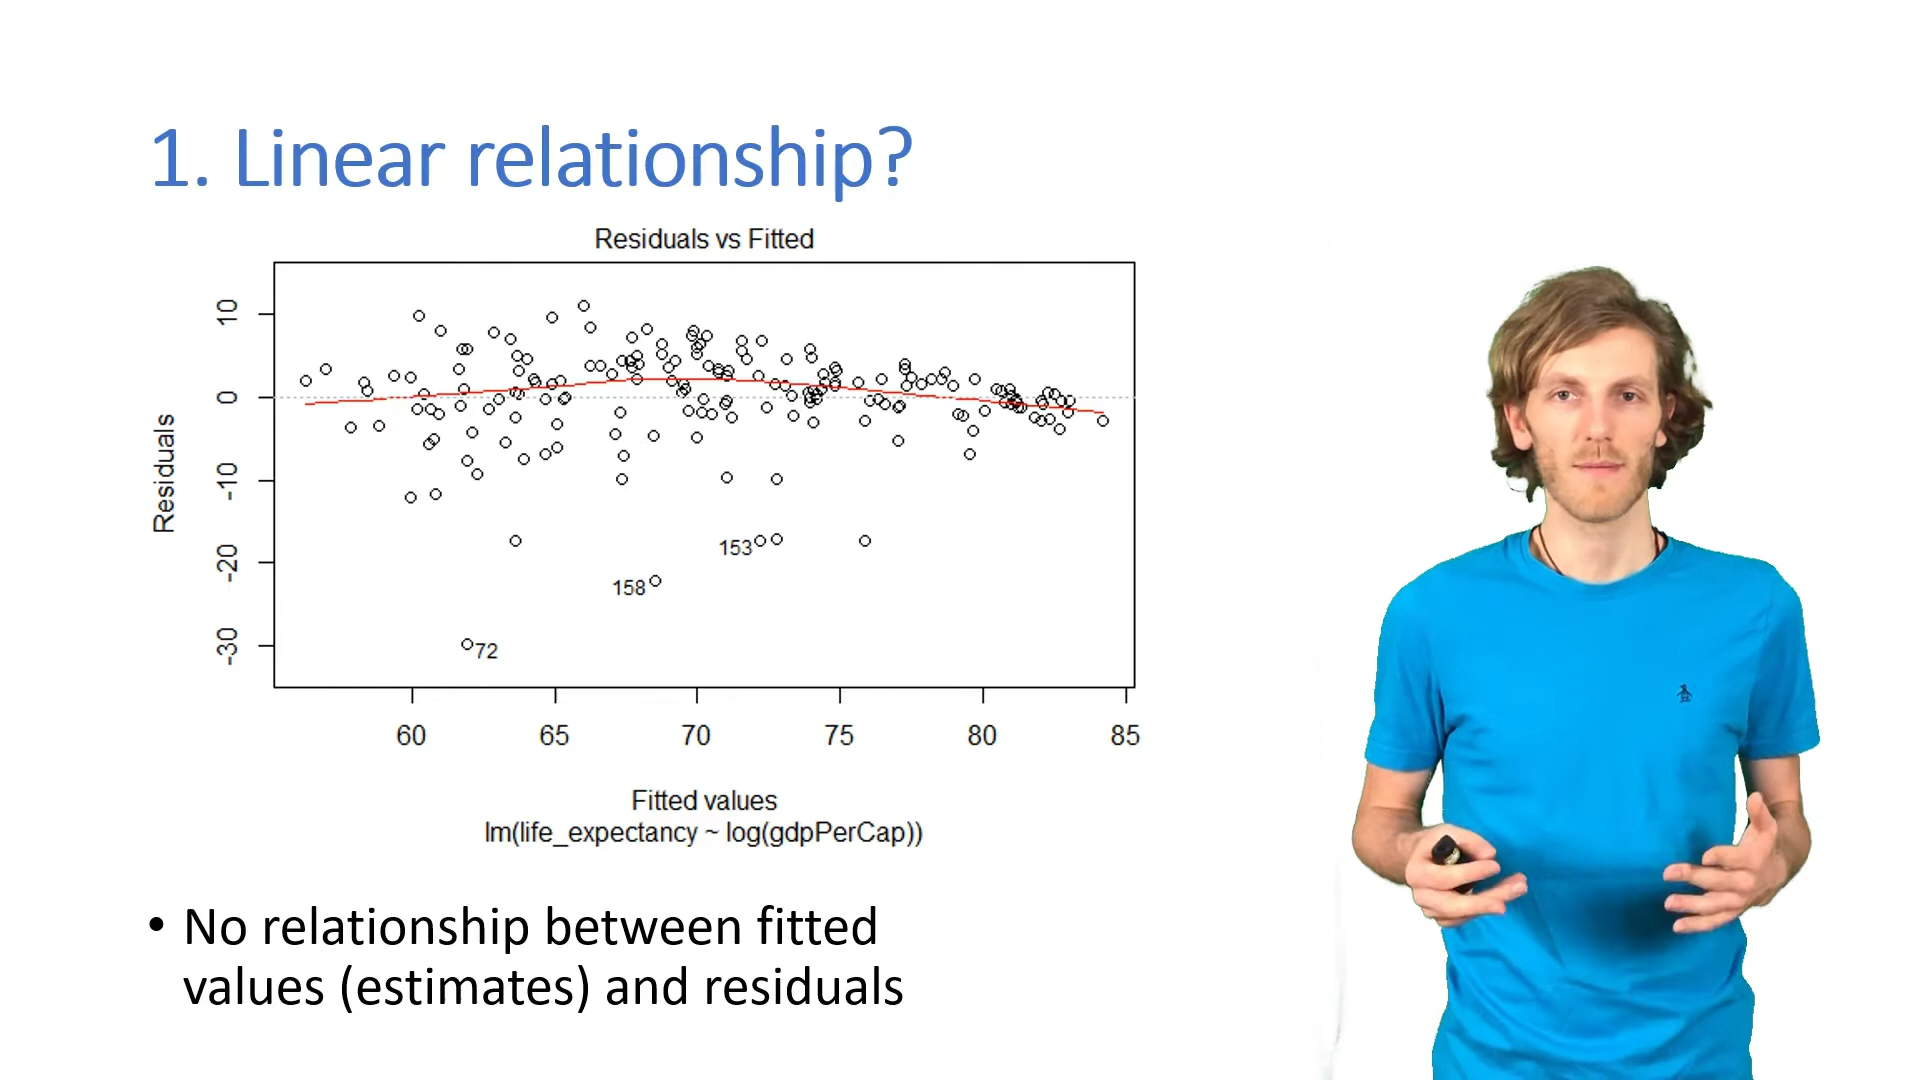 1. Linear relationship?
Residuals vs Fitted
Residuals
10
0
-10
-20
-30
153
158
72
60 65 70 75 80 85
Fitted values
lm(life_expectancy ~ log(gdpPerCap))
• No relationship between fitted
values (estimates) and residuals